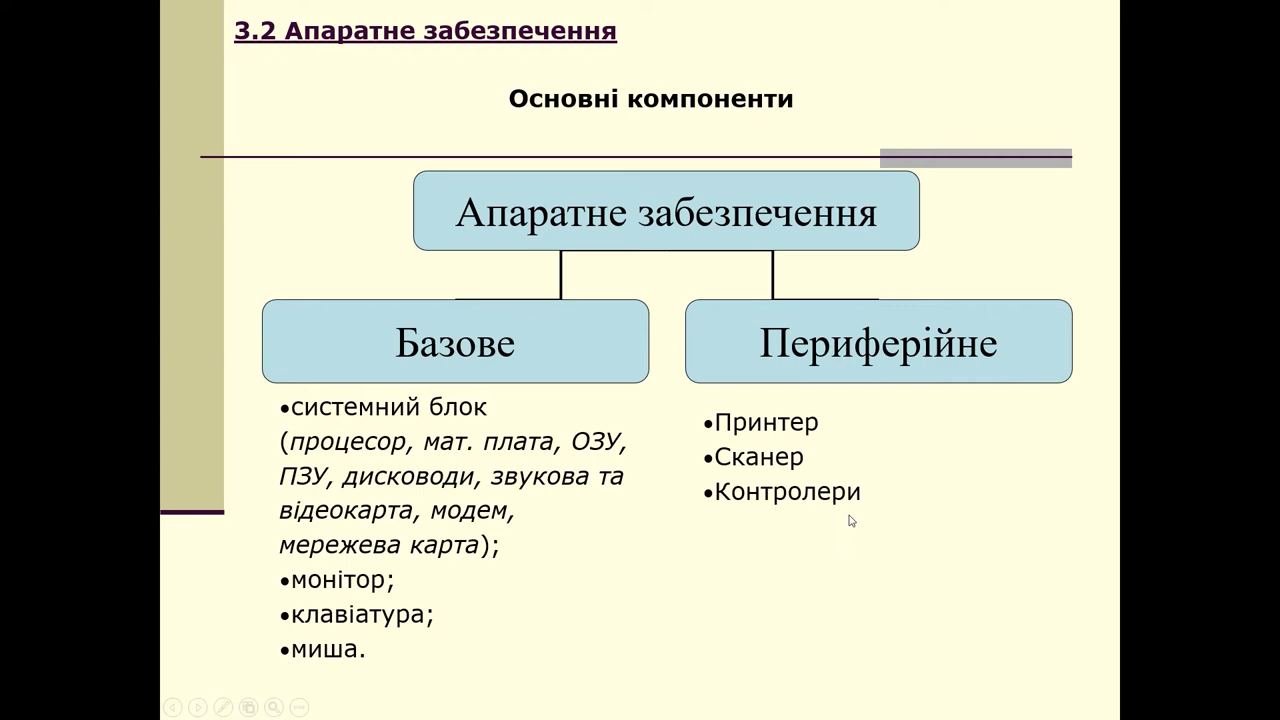 3.2 Апаратне забезпечення
Основні компоненти
Апаратне забезпечення
Базове
Периферійне
•системний блок
(процесор, мат. плата, ОЗУ,
ПЗУ, дисководи, звукова та
відеокарта, модем,
мережева карта);
•монітор;
•клавіатура;
•миша.
•Принтер
•Сканер
•Контролери